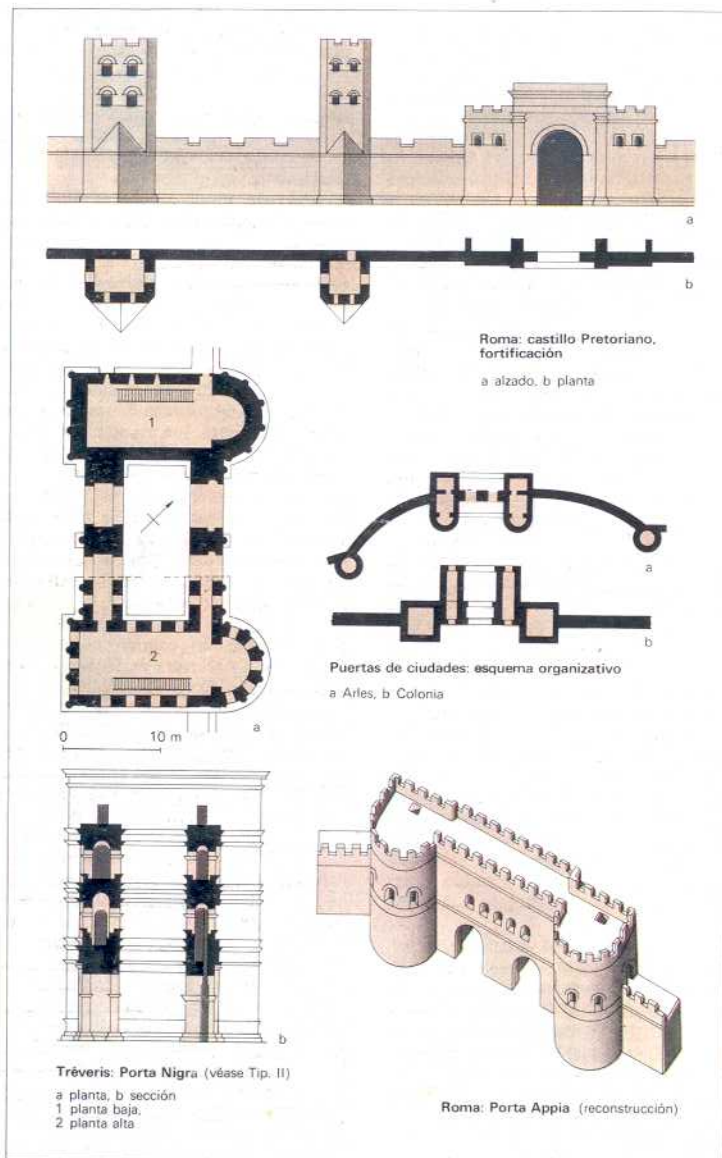 a
b
Roma: castillo Pretoriano,
fortificación
a alzado, b planta
1
2
a
0 10 m
a
b
Puertas de ciudades: esquema organizativo
a Arles, b Colonia
b
Tréveris: Porta Nigra (véase Tip. II)
a planta, b sección
1 planta baja,
2 planta alta
Roma: Porta Appia (reconstrucción)